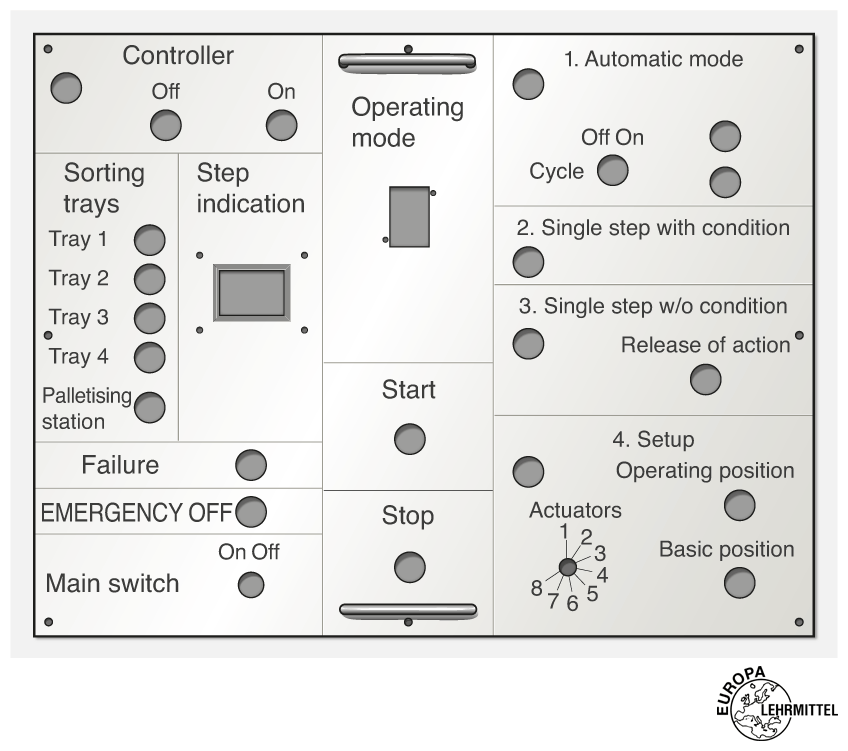 Controller
Off
On
Sorting
trays
Tray 1
Tray 2
Tray 3
Tray 4
Palletising
station
Step
indication
Failure
EMERGENCY OFF
On Off
Main switch
Operating
mode
Start
Stop
1. Automatic mode
Off On
Cycle
2. Single step with condition
3. Single step w/o condition
Release of action
4. Setup
Operating position
Actuators
1
2
3
4
5
6
7
8
Basic position
EUROPA
LEHRMITTEL